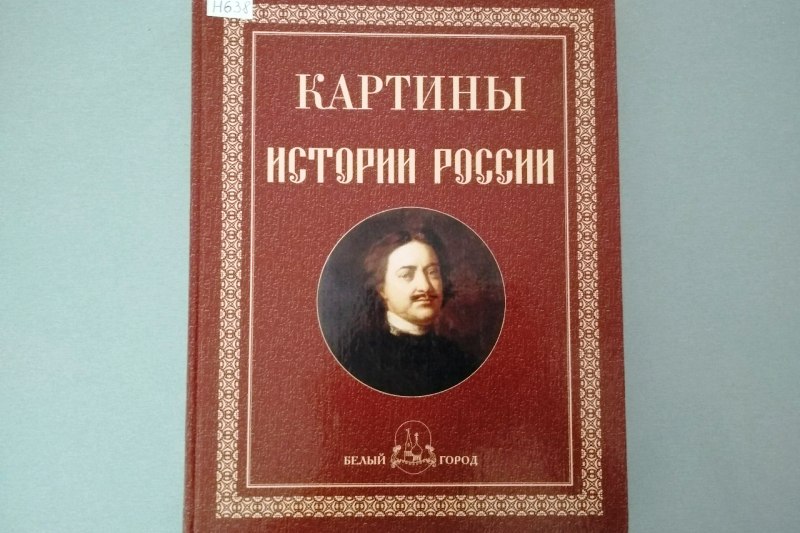 Н638
КАРТИНЫ
ИСТОРИИ РОССИИ
БЕЛЫЙ ГОРОД